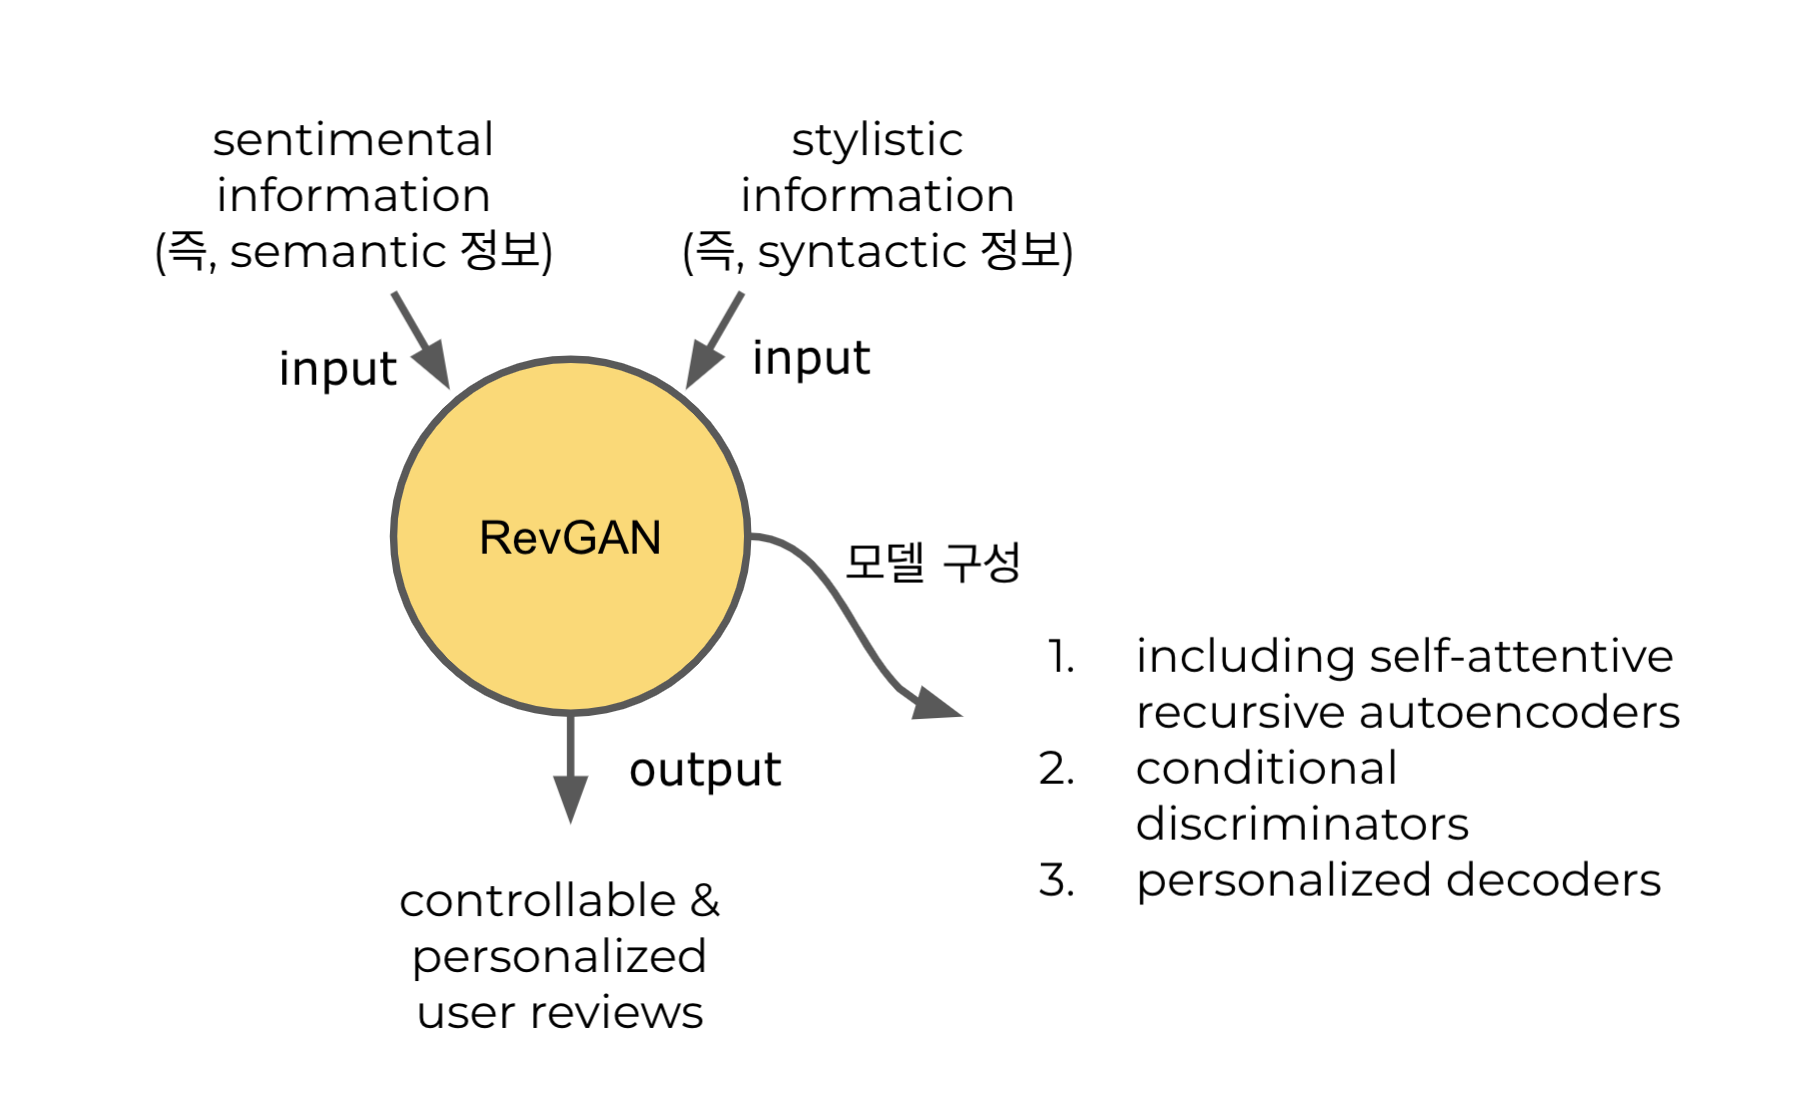 sentimental
information
(즉, semantic 정보)
stylistic
information
(즉, syntactic 정보)
input
input
RevGAN
모델 구성
1. including self-attentive
recursive autoencoders
2. conditional
discriminators
3. personalized decoders
output
controllable &
personalized
user reviews